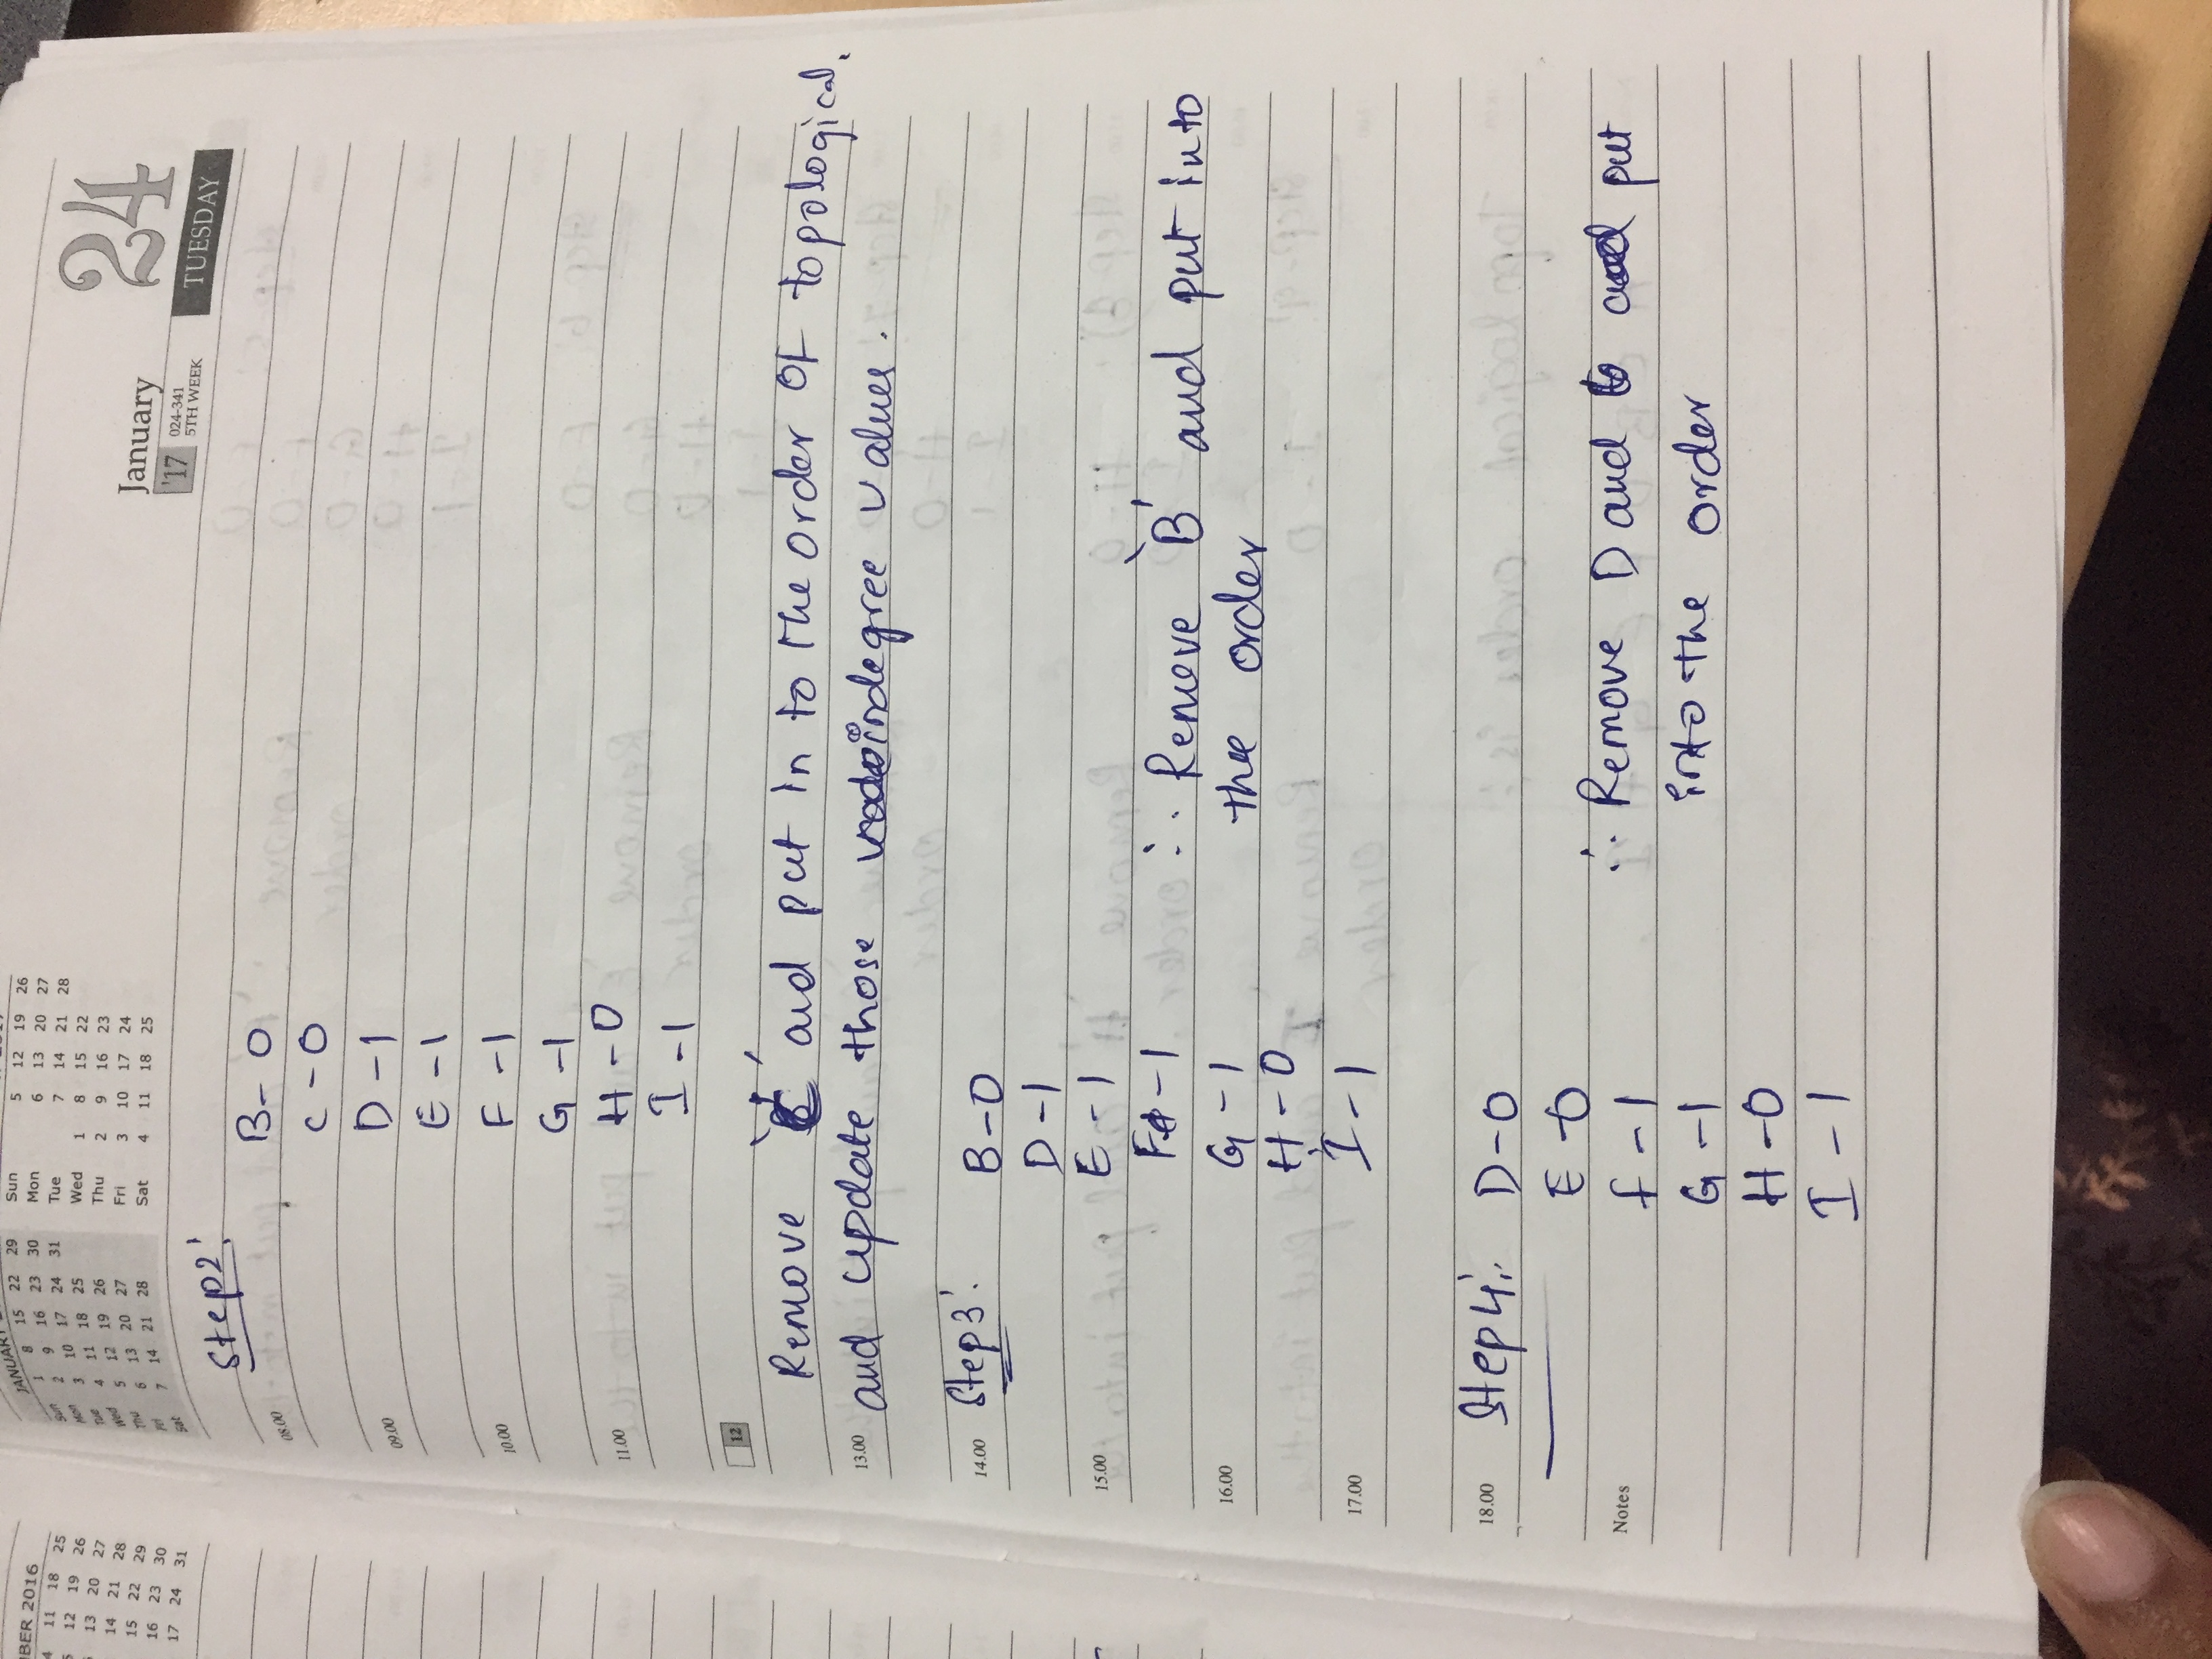 BER 2016
4 11 18 25
5 12 19 26
13 20 27
14 21 28
15 22 29
16 23 30
17 24 31
JANUARY
Sun 1 8 15 22 29
Mon 2 9 16 23 30
Tue 3 10 17 24 31
Wed 4 11 18 25
Thu 5 12 19 26
Fri 6 13 20 27
Sat 7 14 21 28
Sun 5 12 19 26
Mon 6 13 20 27
Tue 7 14 21 28
Wed 1 8 15 22
Thu 2 9 16 23
Fri 3 10 17 24
Sat 4 11 18 25
January 24
'17 024-341
5TH WEEK
TUESDAY
Step2:
08.00 B- 0
C - 0
09.00 D - 1
E - 1
10.00 F - 1
G - 1
11.00 H - 0
I - 1
12
Remove 'C' and put in to the order of topological.
13.00 and update those indegree values.
14.00 Step3: B - 0
D - 1
15.00 E - 1
F - 1 ∴ Remove 'B' and put into
16.00 G - 1 the order
H - 0
17.00 I - 1
18.00 Step4: D - 0
E - 0
Notes f - 1 ∴ Remove D and put
G - 1 into the order
H - 0
I - 1